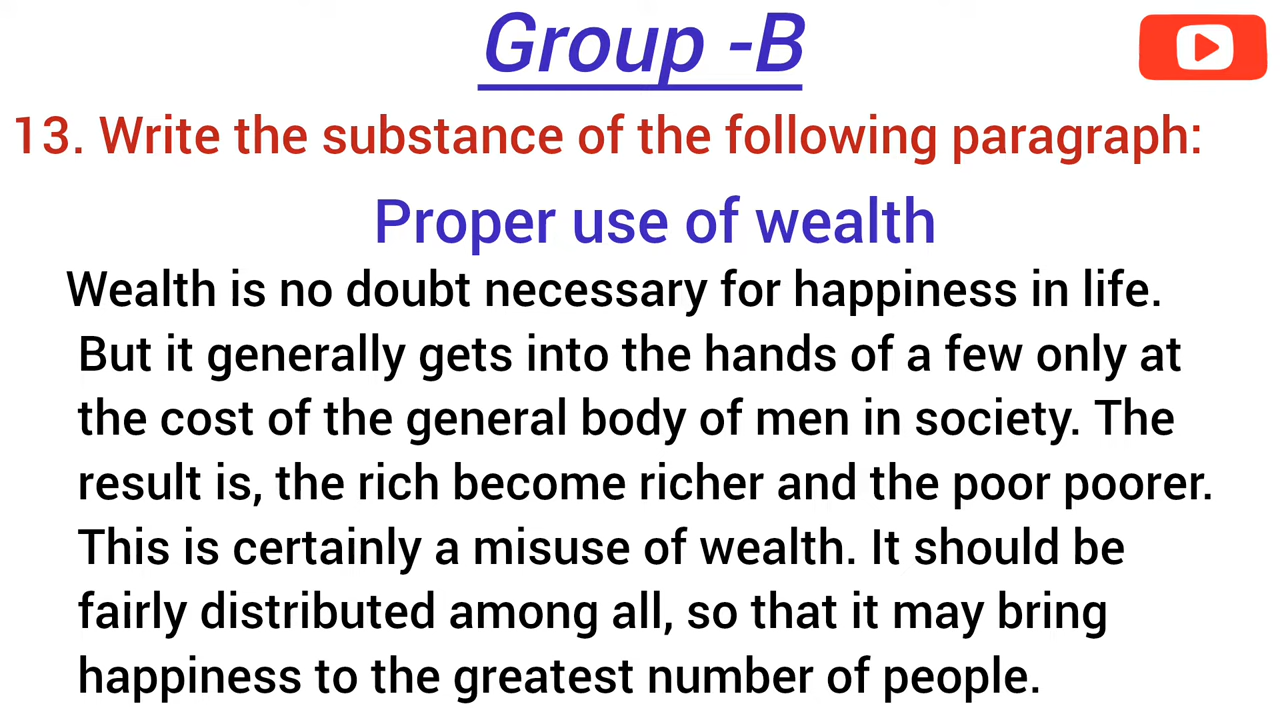 Group -B
13. Write the substance of the following paragraph:
Proper use of wealth
Wealth is no doubt necessary for happiness in life.
But it generally gets into the hands of a few only at
the cost of the general body of men in society. The
result is, the rich become richer and the poor poorer.
This is certainly a misuse of wealth. It should be
fairly distributed among all, so that it may bring
happiness to the greatest number of people.